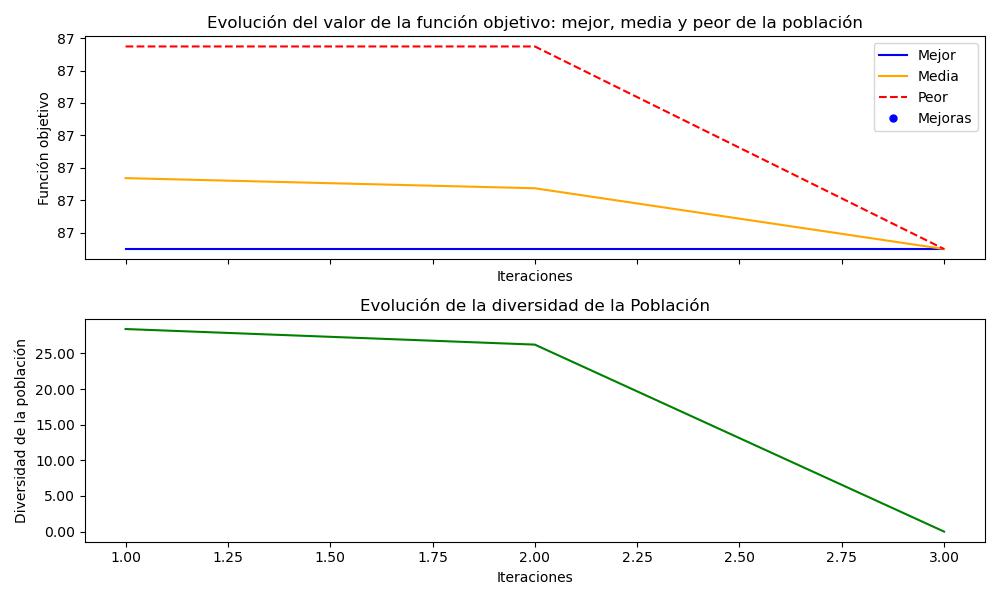 Evolución del valor de la función objetivo: mejor, media y peor de la población
87
87
87
87
87
87
87
Función objetivo
Mejor
Media
Peor
Mejoras
Iteraciones
Evolución de la diversidad de la Población
25.00
20.00
15.00
10.00
5.00
0.00
Diversidad de la población
1.00 1.25 1.50 1.75 2.00 2.25 2.50 2.75 3.00
Iteraciones